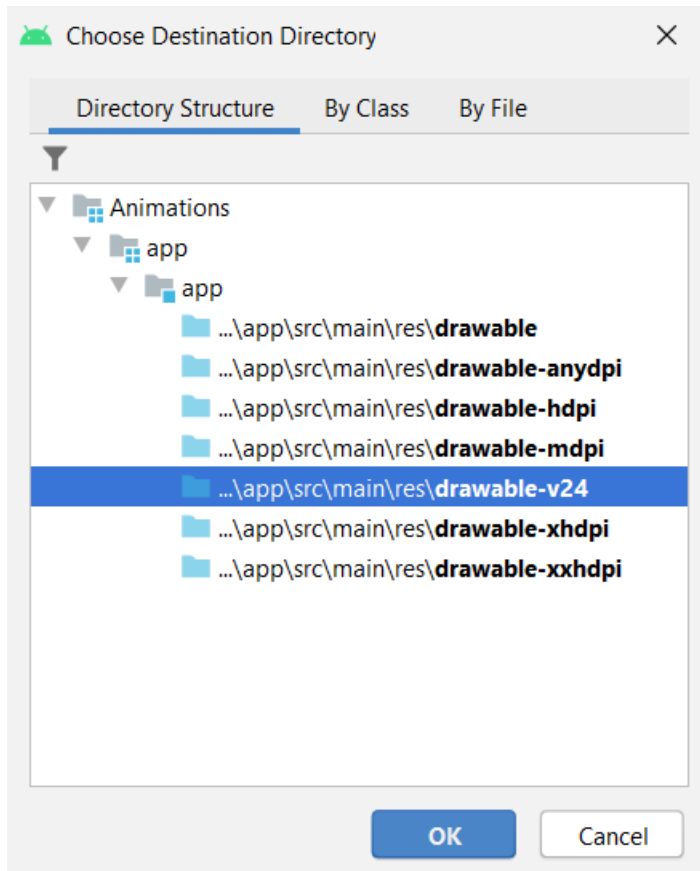 Choose Destination Directory
Directory Structure By Class By File
Animations
app
app
...\app\src\main\res\drawable
...\app\src\main\res\drawable-anydpi
...\app\src\main\res\drawable-hdpi
...\app\src\main\res\drawable-mdpi
...\app\src\main\res\drawable-v24
...\app\src\main\res\drawable-xhdpi
...\app\src\main\res\drawable-xxhdpi
OK Cancel